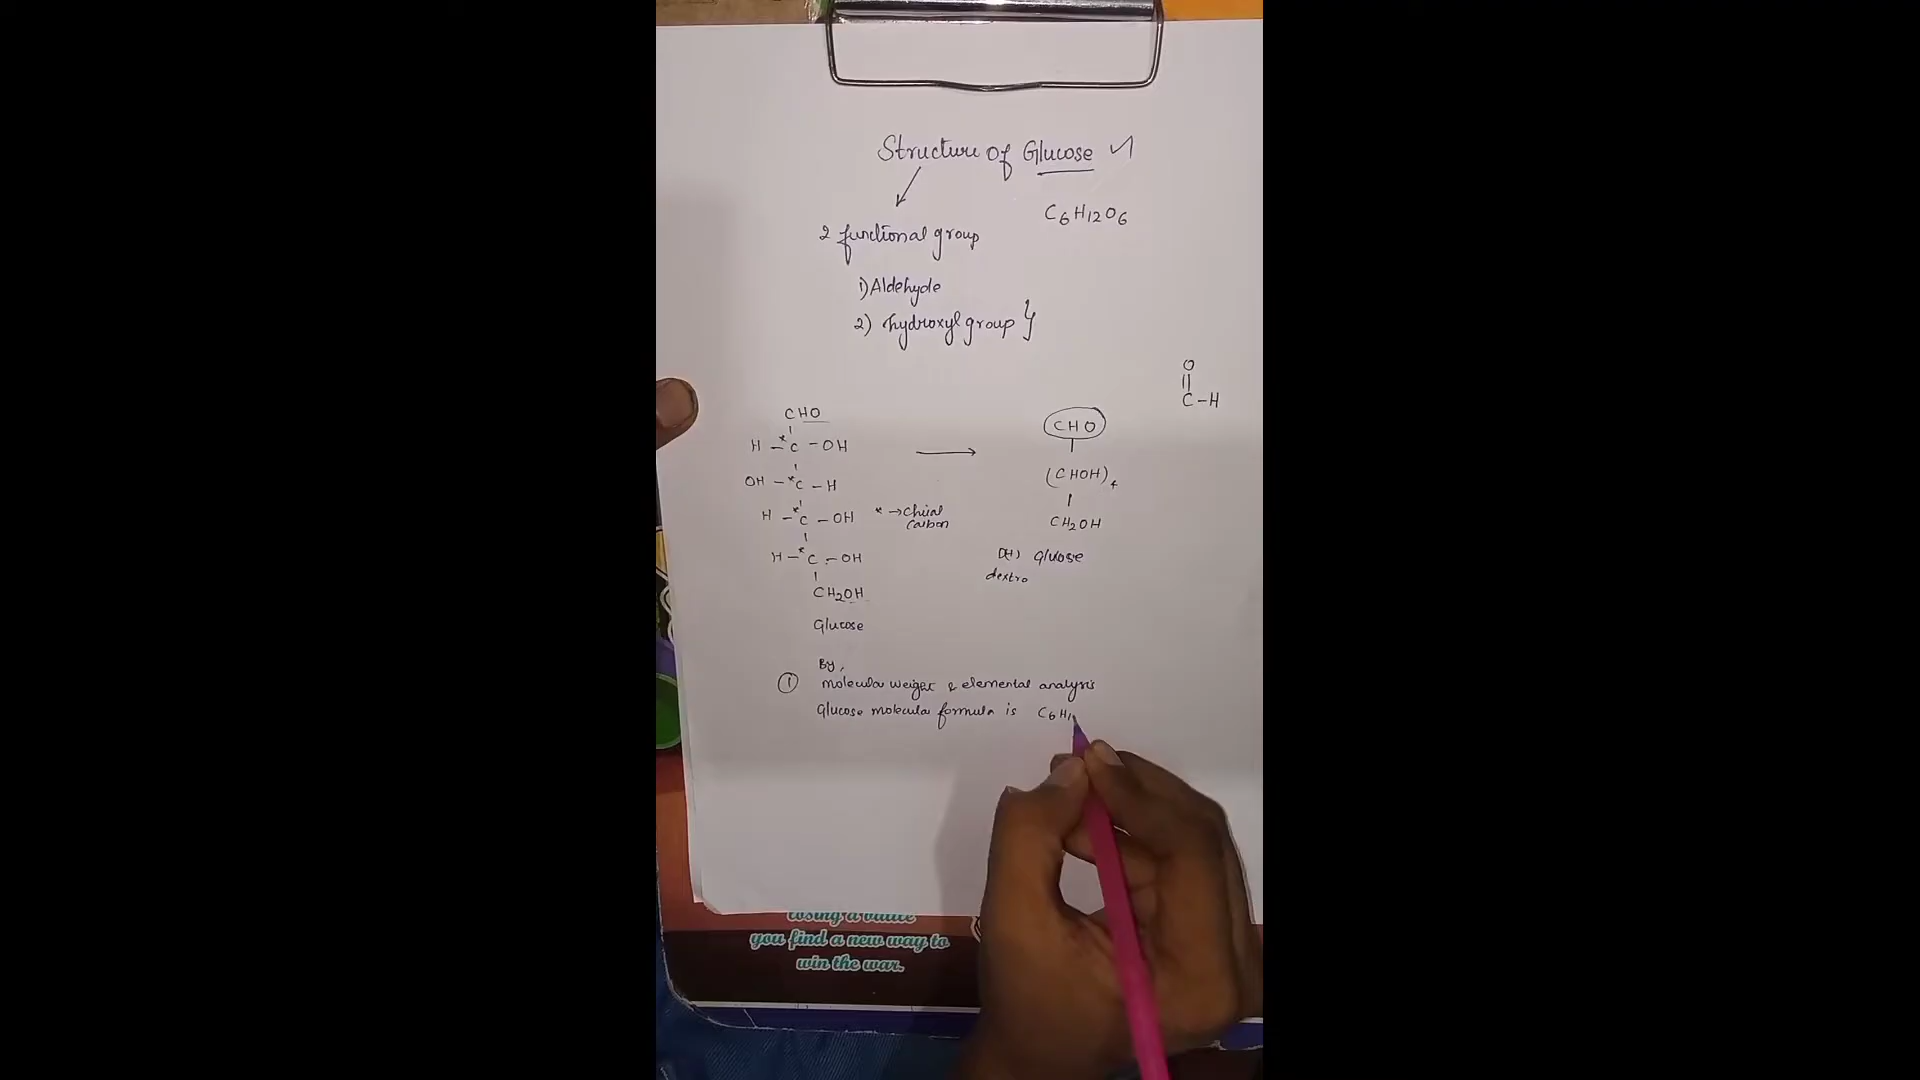 Structure of Glucose
C6H12O6
2 functional group
1) Aldehyde
2) hydroxyl group }
O
||
C-H
CHO
H - *C - OH
OH - *C - H
H - *C - OH
H - *C - OH
CH2OH
Glucose
* → Chiral
Carbon
CHO
(CHOH)4
CH2OH
D(+) glucose
dextro
By,
① molecular weight & elemental analysis
Glucose molecular formula is C6H1
you find a new way to
win the war.